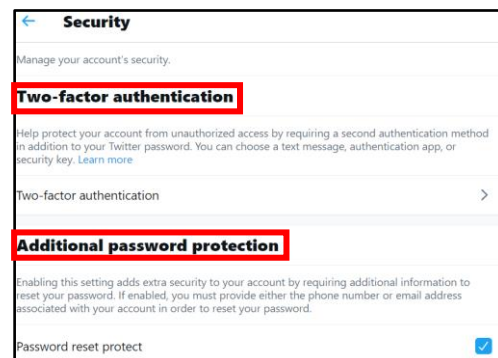 Security
Manage your account's security.
Two-factor authentication
Help protect your account from unauthorized access by requiring a second authentication method
in addition to your Twitter password. You can choose a text message, authentication app, or
security key. Learn more
Two-factor authentication
Additional password protection
Enabling this setting adds extra security to your account by requiring additional information to
reset your password. If enabled, you must provide either the phone number or email address
associated with your account in order to reset your password.
Password reset protect